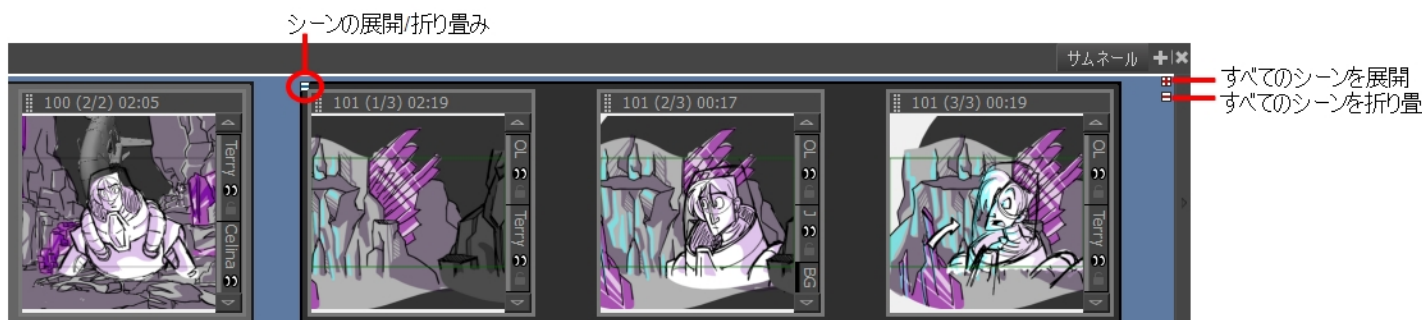 シーンの展開/折り畳み
サムネール
すべてのシーンを展開
すべてのシーンを折り畳
100 (2/2) 02:05
Terry
Celina
101 (1/3) 02:19
OL
Terry
101 (2/3) 00:17
OL
J
BG
101 (3/3) 00:19
OL
Terry